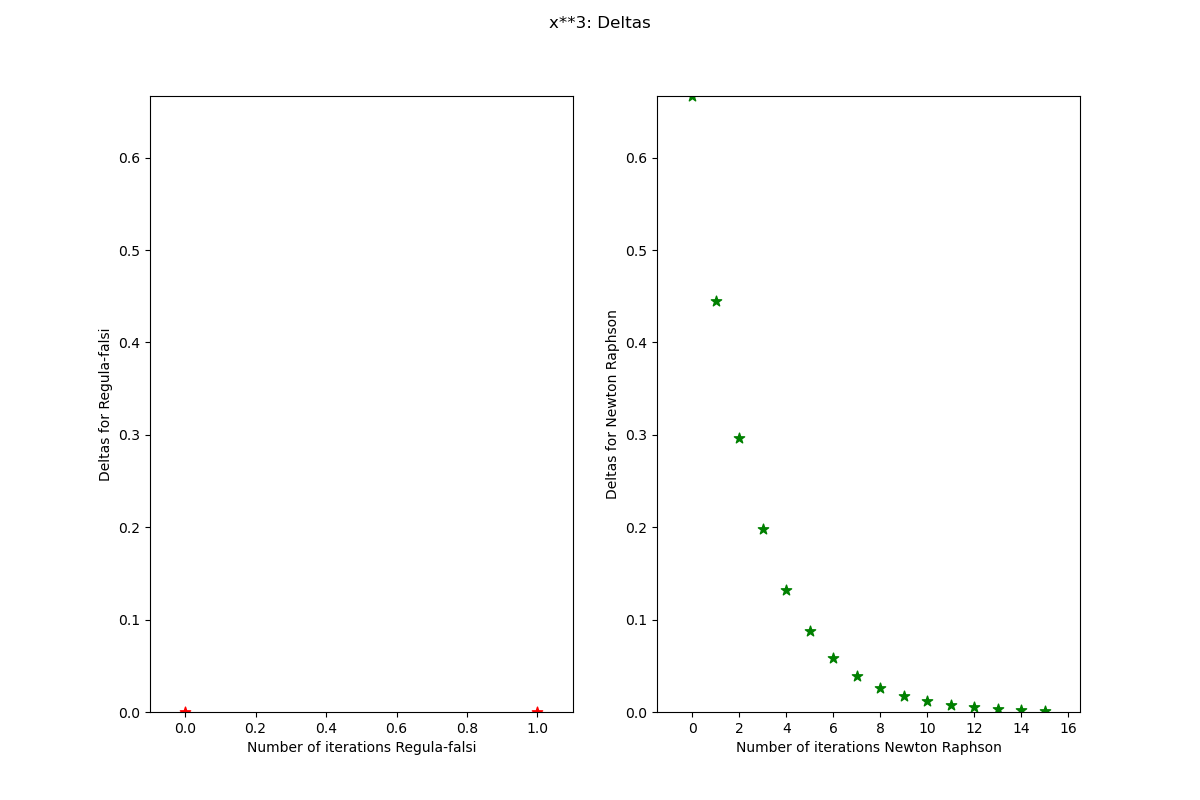 x**3: Deltas
Deltas for Regula-falsi
0.6
0.5
0.4
0.3
0.2
0.1
0.0
0.0 0.2 0.4 0.6 0.8 1.0
Number of iterations Regula-falsi
Deltas for Newton Raphson
0.6
0.5
0.4
0.3
0.2
0.1
0.0
0 2 4 6 8 10 12 14 16
Number of iterations Newton Raphson